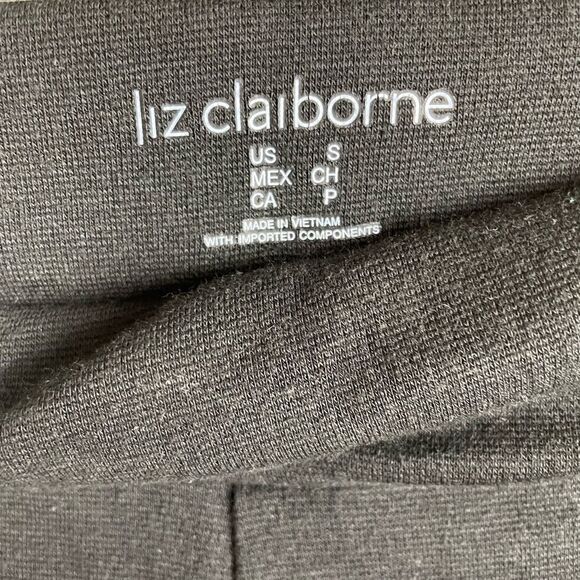 liz claiborne
US S
MEX CH
CA P
MADE IN VIETNAM
WITH IMPORTED COMPONENTS